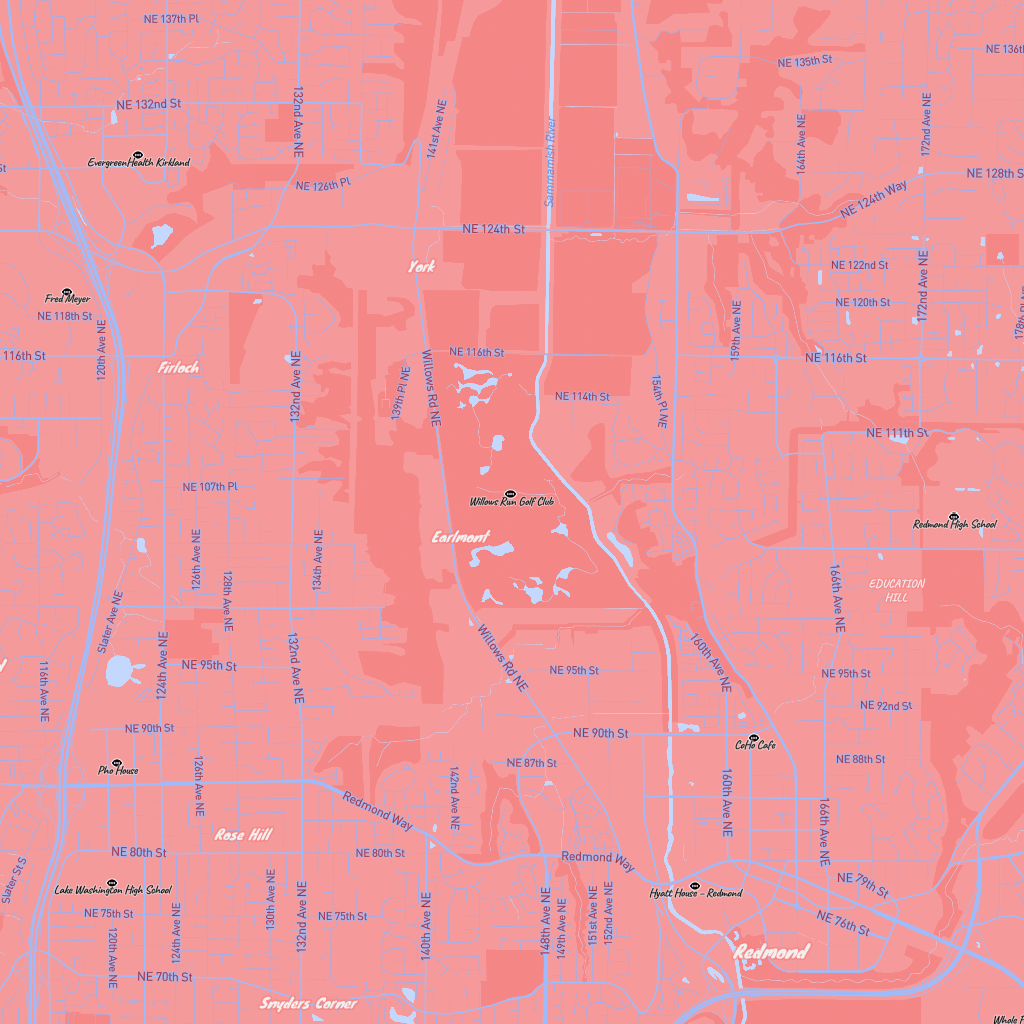 NE 137th Pl
NE 136th
NE 135th St
NE 132nd St
132nd Ave NE
141st Ave NE
Sammamish River
164th Ave NE
172nd Ave NE
EvergreenHealth Kirkland
NE 126th Pl
NE 128th S
NE 124th Way
NE 124th St
York
NE 122nd St
172nd Ave NE
Fred Meyer
NE 118th St
NE 120th St
120th Ave NE
159th Ave NE
178th Pl
116th St
Firloch
132nd Ave NE
NE 116th St
NE 116th St
139th Pl NE
Willows Rd NE
NE 114th St
154th Pl NE
NE 111th St
NE 107th Pl
Willows Run Golf Club
Redmond High School
Earlmont
126th Ave NE
134th Ave NE
EDUCATION
HILL
128th Ave NE
166th Ave NE
Slater Ave NE
Willows Rd NE
160th Ave NE
116th Ave NE
124th Ave NE
NE 95th St
132nd Ave NE
NE 95th St
NE 95th St
NE 92nd St
NE 90th St
NE 90th St
CoHo Cafe
Pho House
126th Ave NE
NE 87th St
NE 88th St
142nd Ave NE
160th Ave NE
166th Ave NE
Redmond Way
Rose Hill
NE 80th St
NE 80th St
Redmond Way
Slater St S
Lake Washington High School
Hyatt House - Redmond
NE 79th St
NE 75th St
NE 75th St
NE 76th St
120th Ave NE
124th Ave NE
130th Ave NE
132nd Ave NE
140th Ave NE
148th Ave NE
149th Ave NE
151st Ave NE
152nd Ave NE
Redmond
NE 70th St
Snyders Corner
Whole F